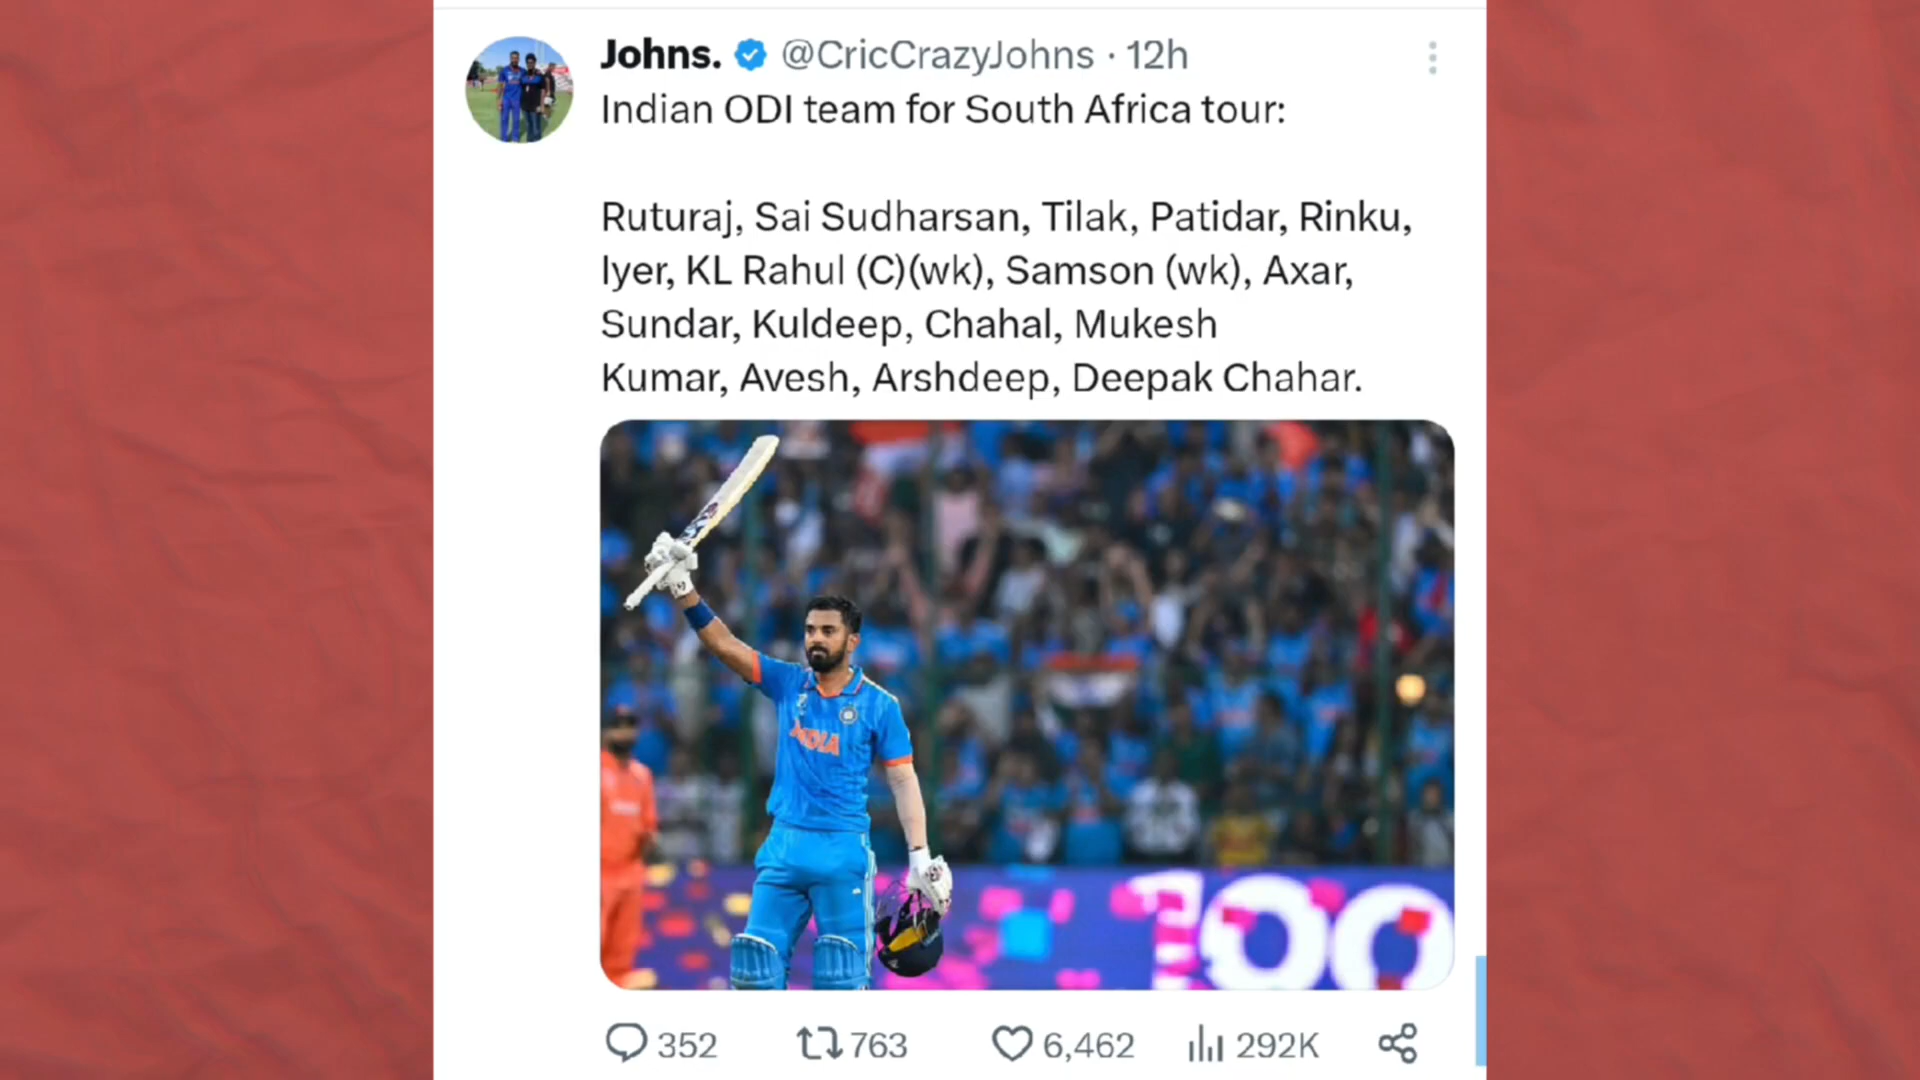 Johns. @CricCrazyJohns · 12h
Indian ODI team for South Africa tour:
Ruturaj, Sai Sudharsan, Tilak, Patidar, Rinku,
Iyer, KL Rahul (C)(wk), Samson (wk), Axar,
Sundar, Kuldeep, Chahal, Mukesh
Kumar, Avesh, Arshdeep, Deepak Chahar.
INDIA
100
352 763 6,462 292K